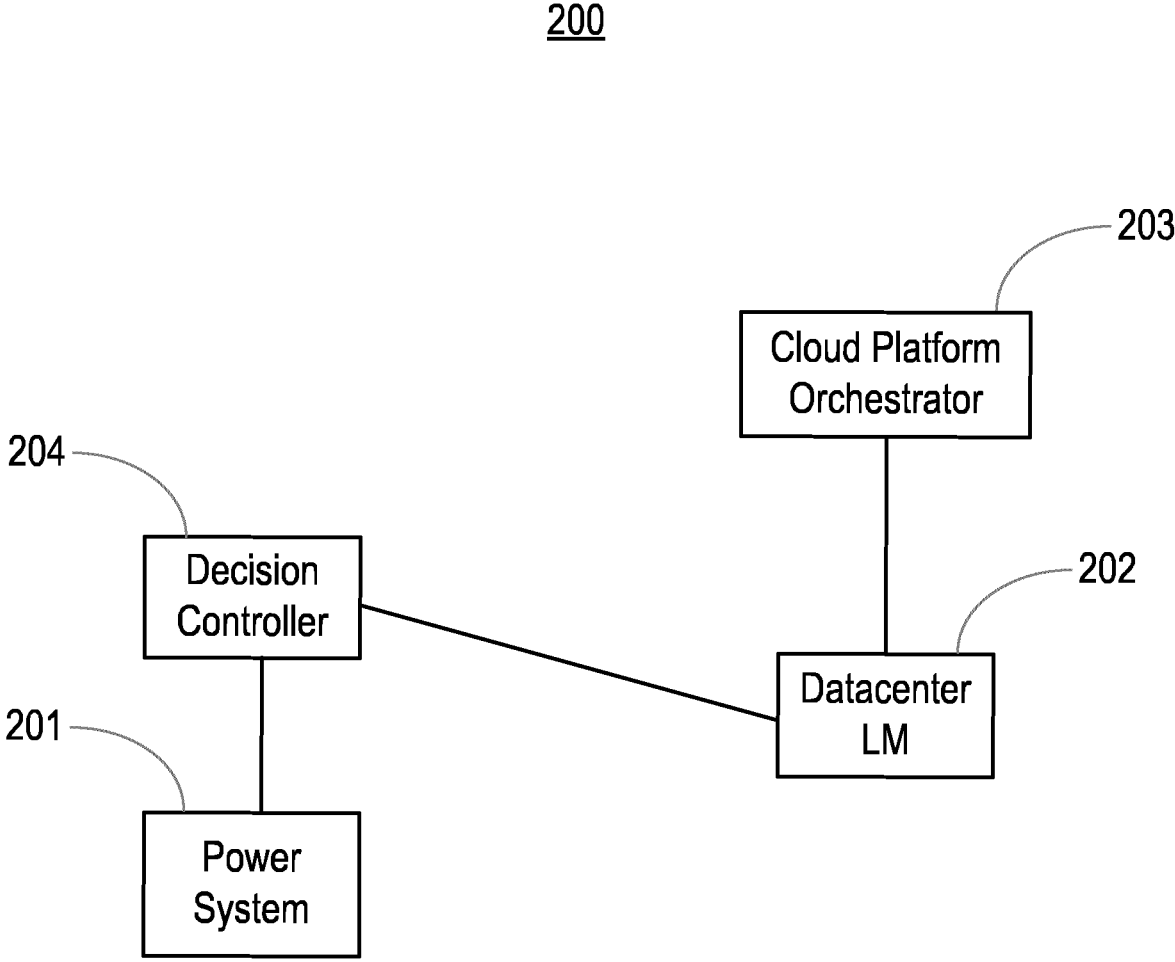 200
203
Cloud Platform
Orchestrator
204
Decision
Controller
202
Datacenter
LM
201
Power
System